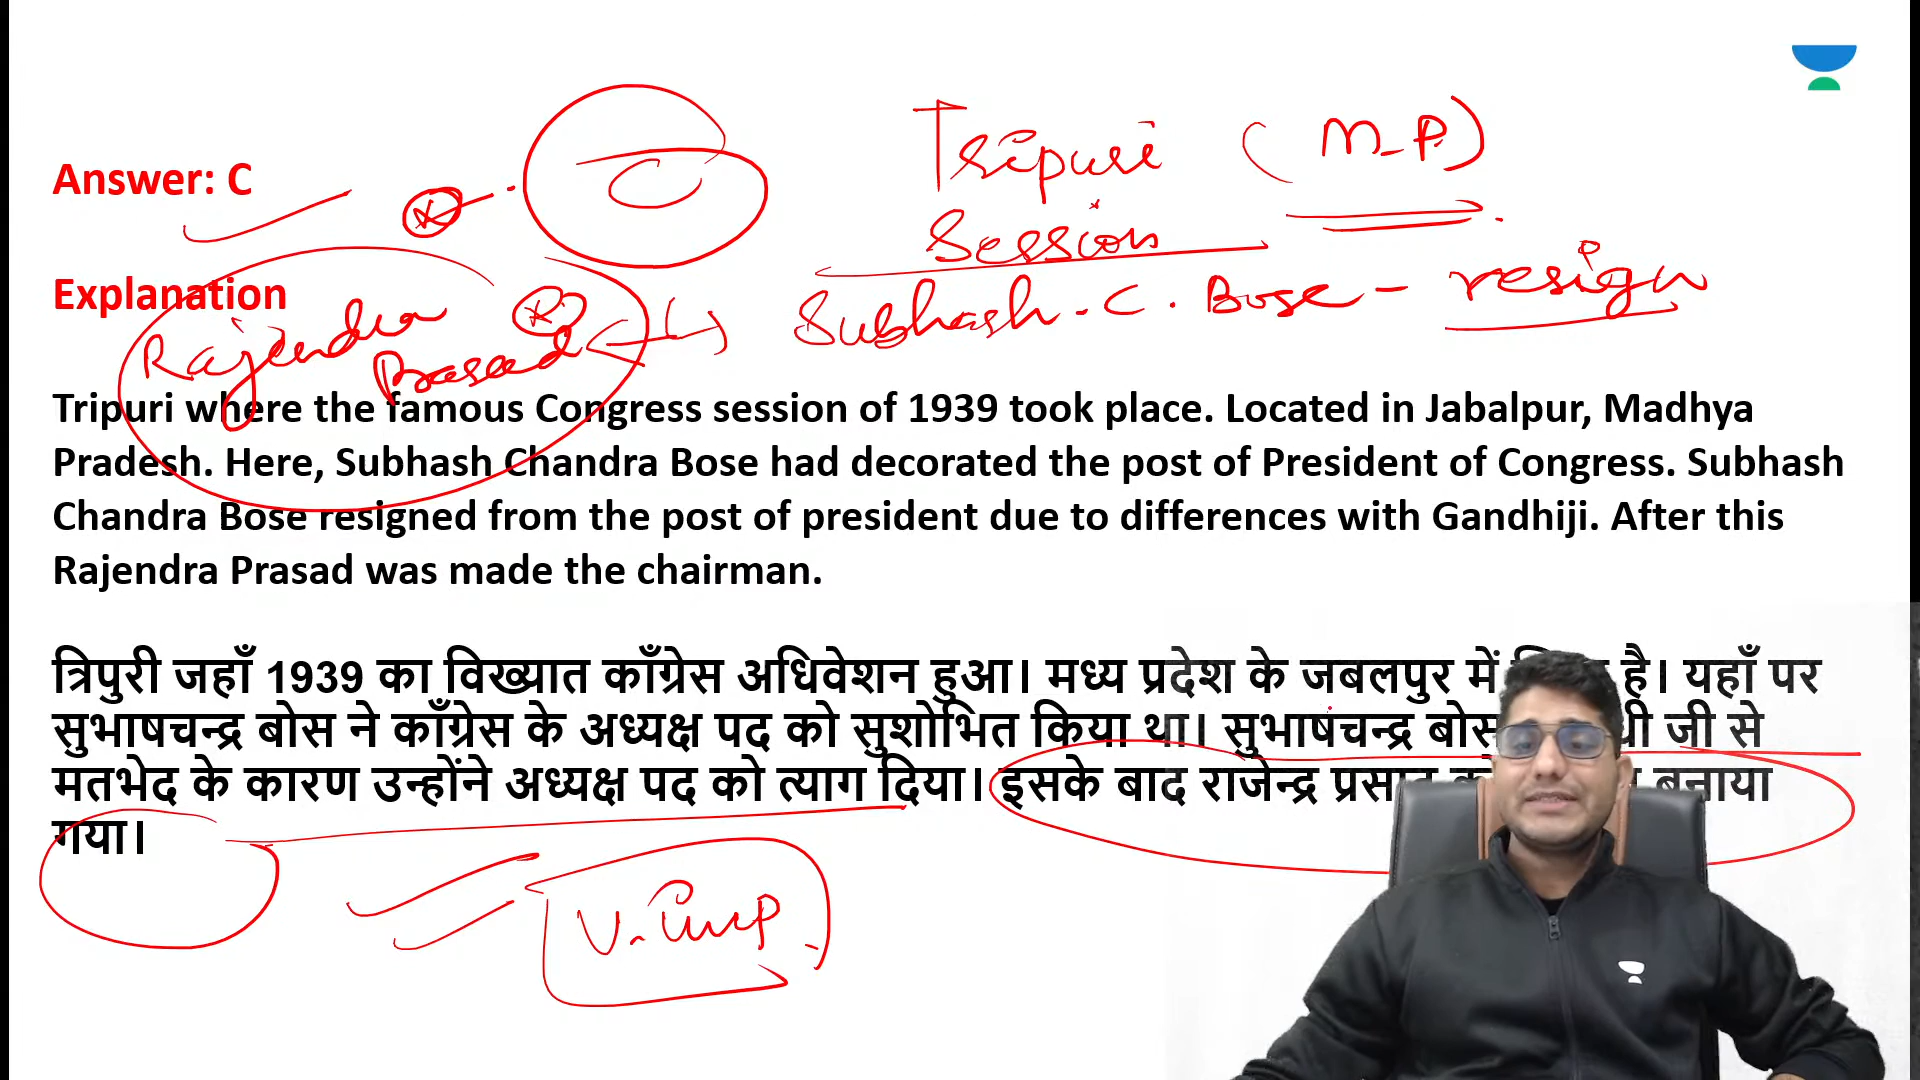 Tripuri (M.P)
Answer: C
C
Session
Explanation
Subhash. C. Bose - resign
Rajendra
Prasad
Tripuri where the famous Congress session of 1939 took place. Located in Jabalpur, Madhya
Pradesh. Here, Subhash Chandra Bose had decorated the post of President of Congress. Subhash
Chandra Bose resigned from the post of president due to differences with Gandhiji. After this
Rajendra Prasad was made the chairman.
त्रिपुरी जहाँ 1939 का विख्यात काँग्रेस अधिवेशन हुआ। मध्य प्रदेश के जबलपुर में है। यहाँ पर
सुभाषचन्द्र बोस ने काँग्रेस के अध्यक्ष पद को सुशोभित किया था। सुभाषचन्द्र बोस जी से
मतभेद के कारण उन्होंने अध्यक्ष पद को त्याग दिया। इसके बाद राजेन्द्र बनाया
गया।
V. imp